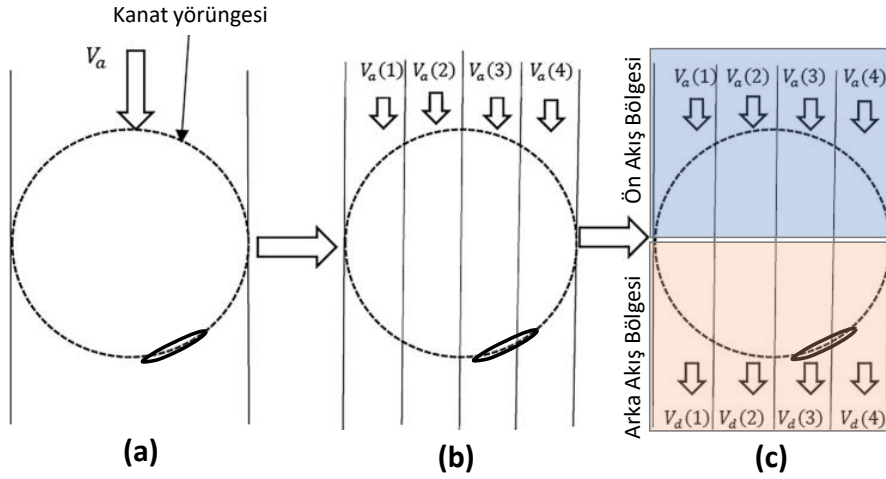 Kanat yörüngesi
V_a
(a)
V_a(1) V_a(2) V_a(3) V_a(4)
(b)
Ön Akış Bölgesi
V_a(1) V_a(2) V_a(3) V_a(4)
Arka Akış Bölgesi
V_d(1) V_d(2) V_d(3) V_d(4)
(c)